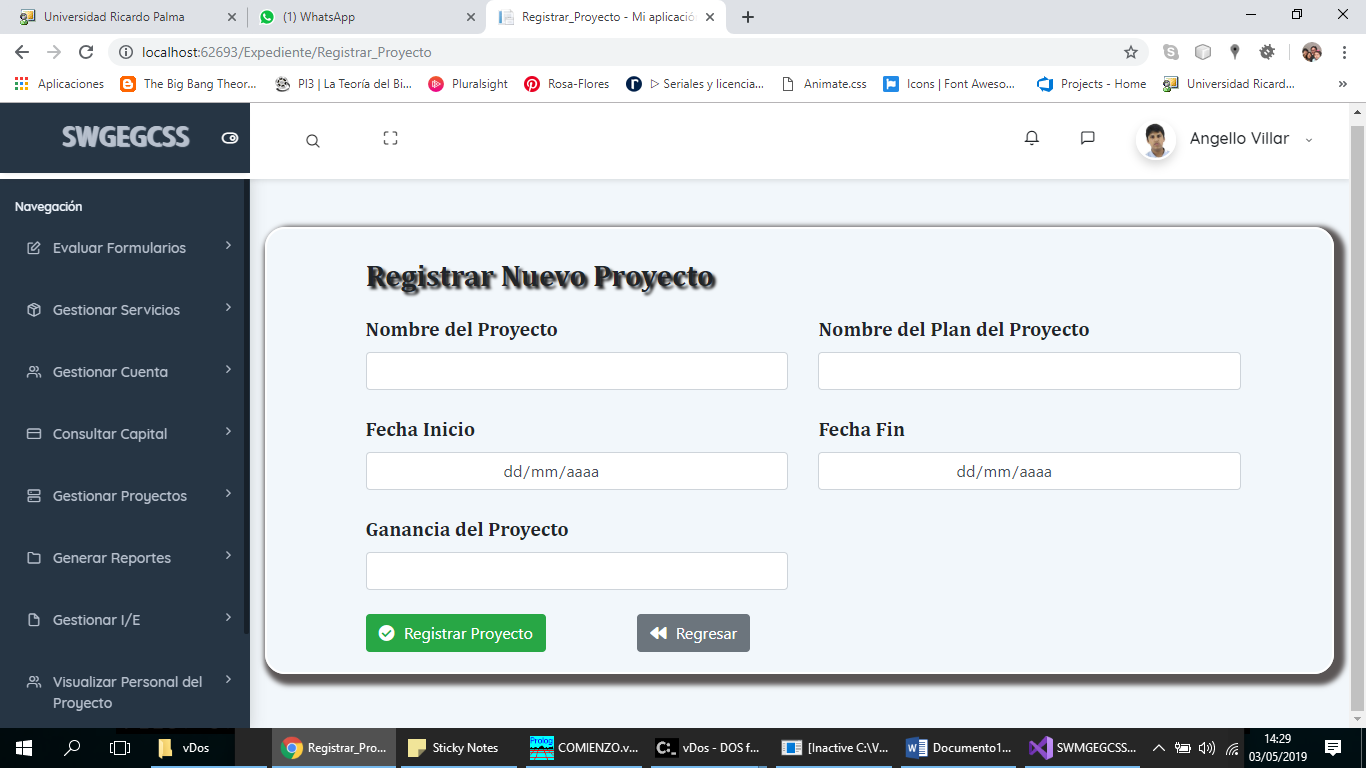 Universidad Ricardo Palma
(1) WhatsApp
Registrar_Proyecto - Mi aplicació
localhost:62693/Expediente/Registrar_Proyecto
Aplicaciones
The Big Bang Theor...
PI3 | La Teoría del Bi...
Pluralsight
Rosa-Flores
▷ Seriales y licencia...
Animate.css
Icons | Font Aweso...
Projects - Home
Universidad Ricard...
»
SWGEGCSS
Angello Villar
Navegación
Evaluar Formularios
Gestionar Servicios
Gestionar Cuenta
Consultar Capital
Gestionar Proyectos
Generar Reportes
Gestionar I/E
Visualizar Personal del
Proyecto
Registrar Nuevo Proyecto
Nombre del Proyecto
Nombre del Plan del Proyecto
Fecha Inicio
Fecha Fin
dd/mm/aaaa
dd/mm/aaaa
Ganancia del Proyecto
Registrar Proyecto
Regresar
vDos
Registrar_Pro...
Sticky Notes
Prolog
COMIENZO.v...
vDos - DOS f...
[Inactive C:\V...
Documento1...
SWMGEGCSS...
14:29
03/05/2019